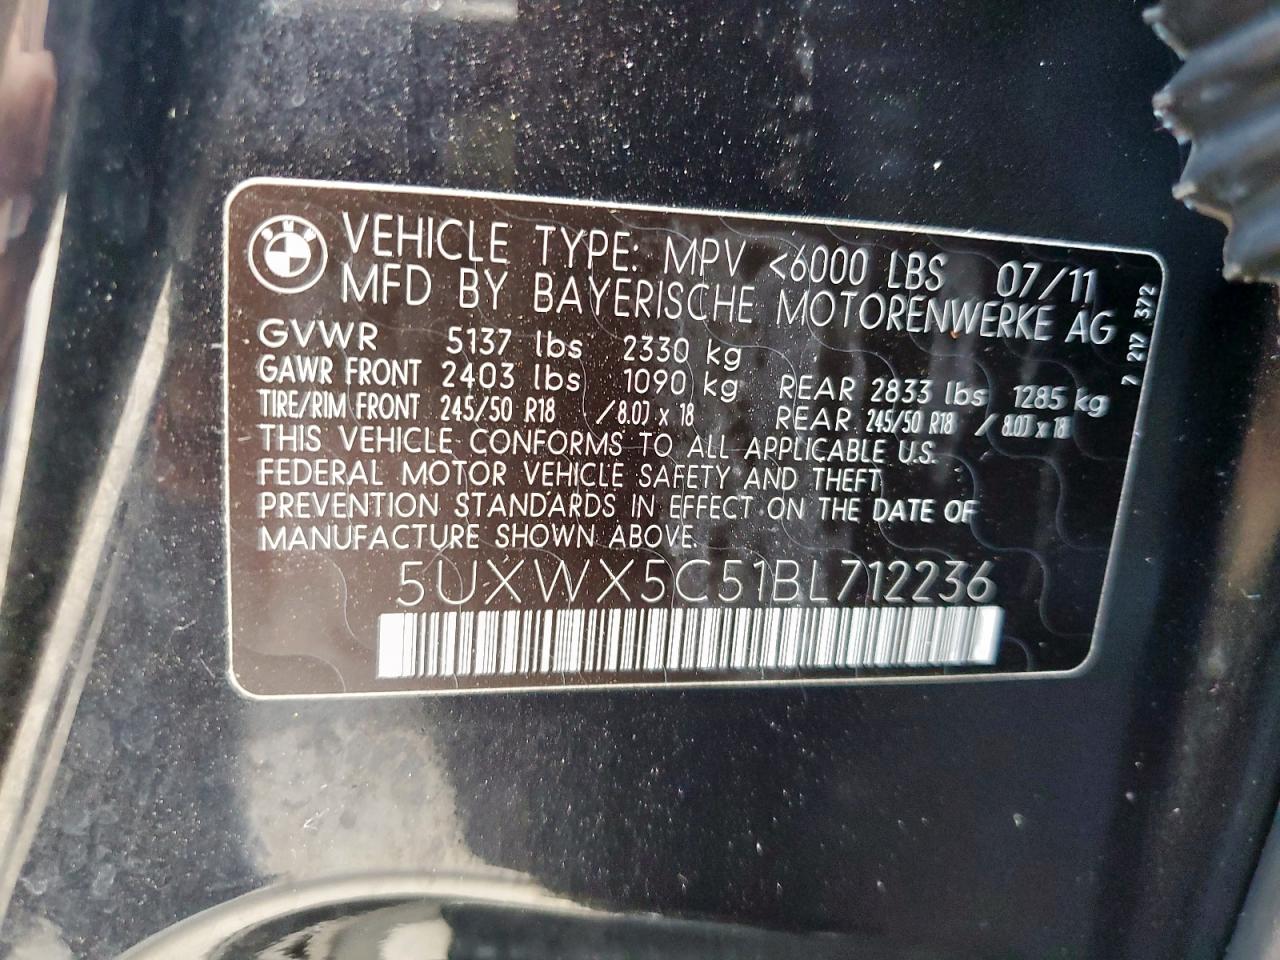 BMW
VEHICLE TYPE: MPV <6000 LBS 07/11
MFD BY BAYERISCHE MOTORENWERKE AG
GVWR 5137 lbs 2330 kg
GAWR FRONT 2403 lbs 1090 kg REAR 2833 lbs 1285 kg
TIRE/RIM FRONT 245/50 R18 /8.0J x 18 REAR 245/50 R18 / 8.0J x 18
THIS VEHICLE CONFORMS TO ALL APPLICABLE U.S.
FEDERAL MOTOR VEHICLE SAFETY AND THEFT
PREVENTION STANDARDS IN EFFECT ON THE DATE OF
MANUFACTURE SHOWN ABOVE.
5UXWX5C51BL712236
7 217 372